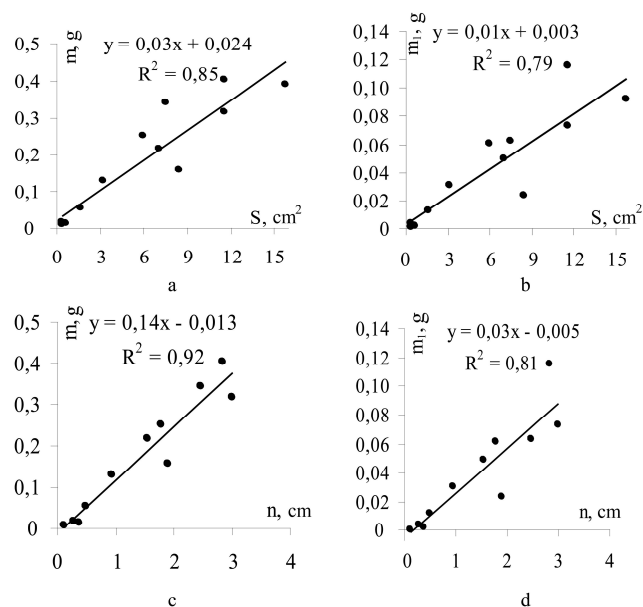 m, g
0,5
0,4
0,3
0,2
0,1
0
y = 0,03x + 0,024
R² = 0,85
S, cm²
0 3 6 9 12 15
a
m₁, g
0,14
0,12
0,10
0,08
0,06
0,04
0,02
0,00
y = 0,01x + 0,003
R² = 0,79
S, cm²
0 3 6 9 12 15
b
m, g
0,5
0,4
0,3
0,2
0,1
0
y = 0,14x - 0,013
R² = 0,92
n, cm
0 1 2 3 4
c
m₁, g
0,14
0,12
0,10
0,08
0,06
0,04
0,02
0,00
y = 0,03x - 0,005
R² = 0,81
n, cm
0 1 2 3 4
d